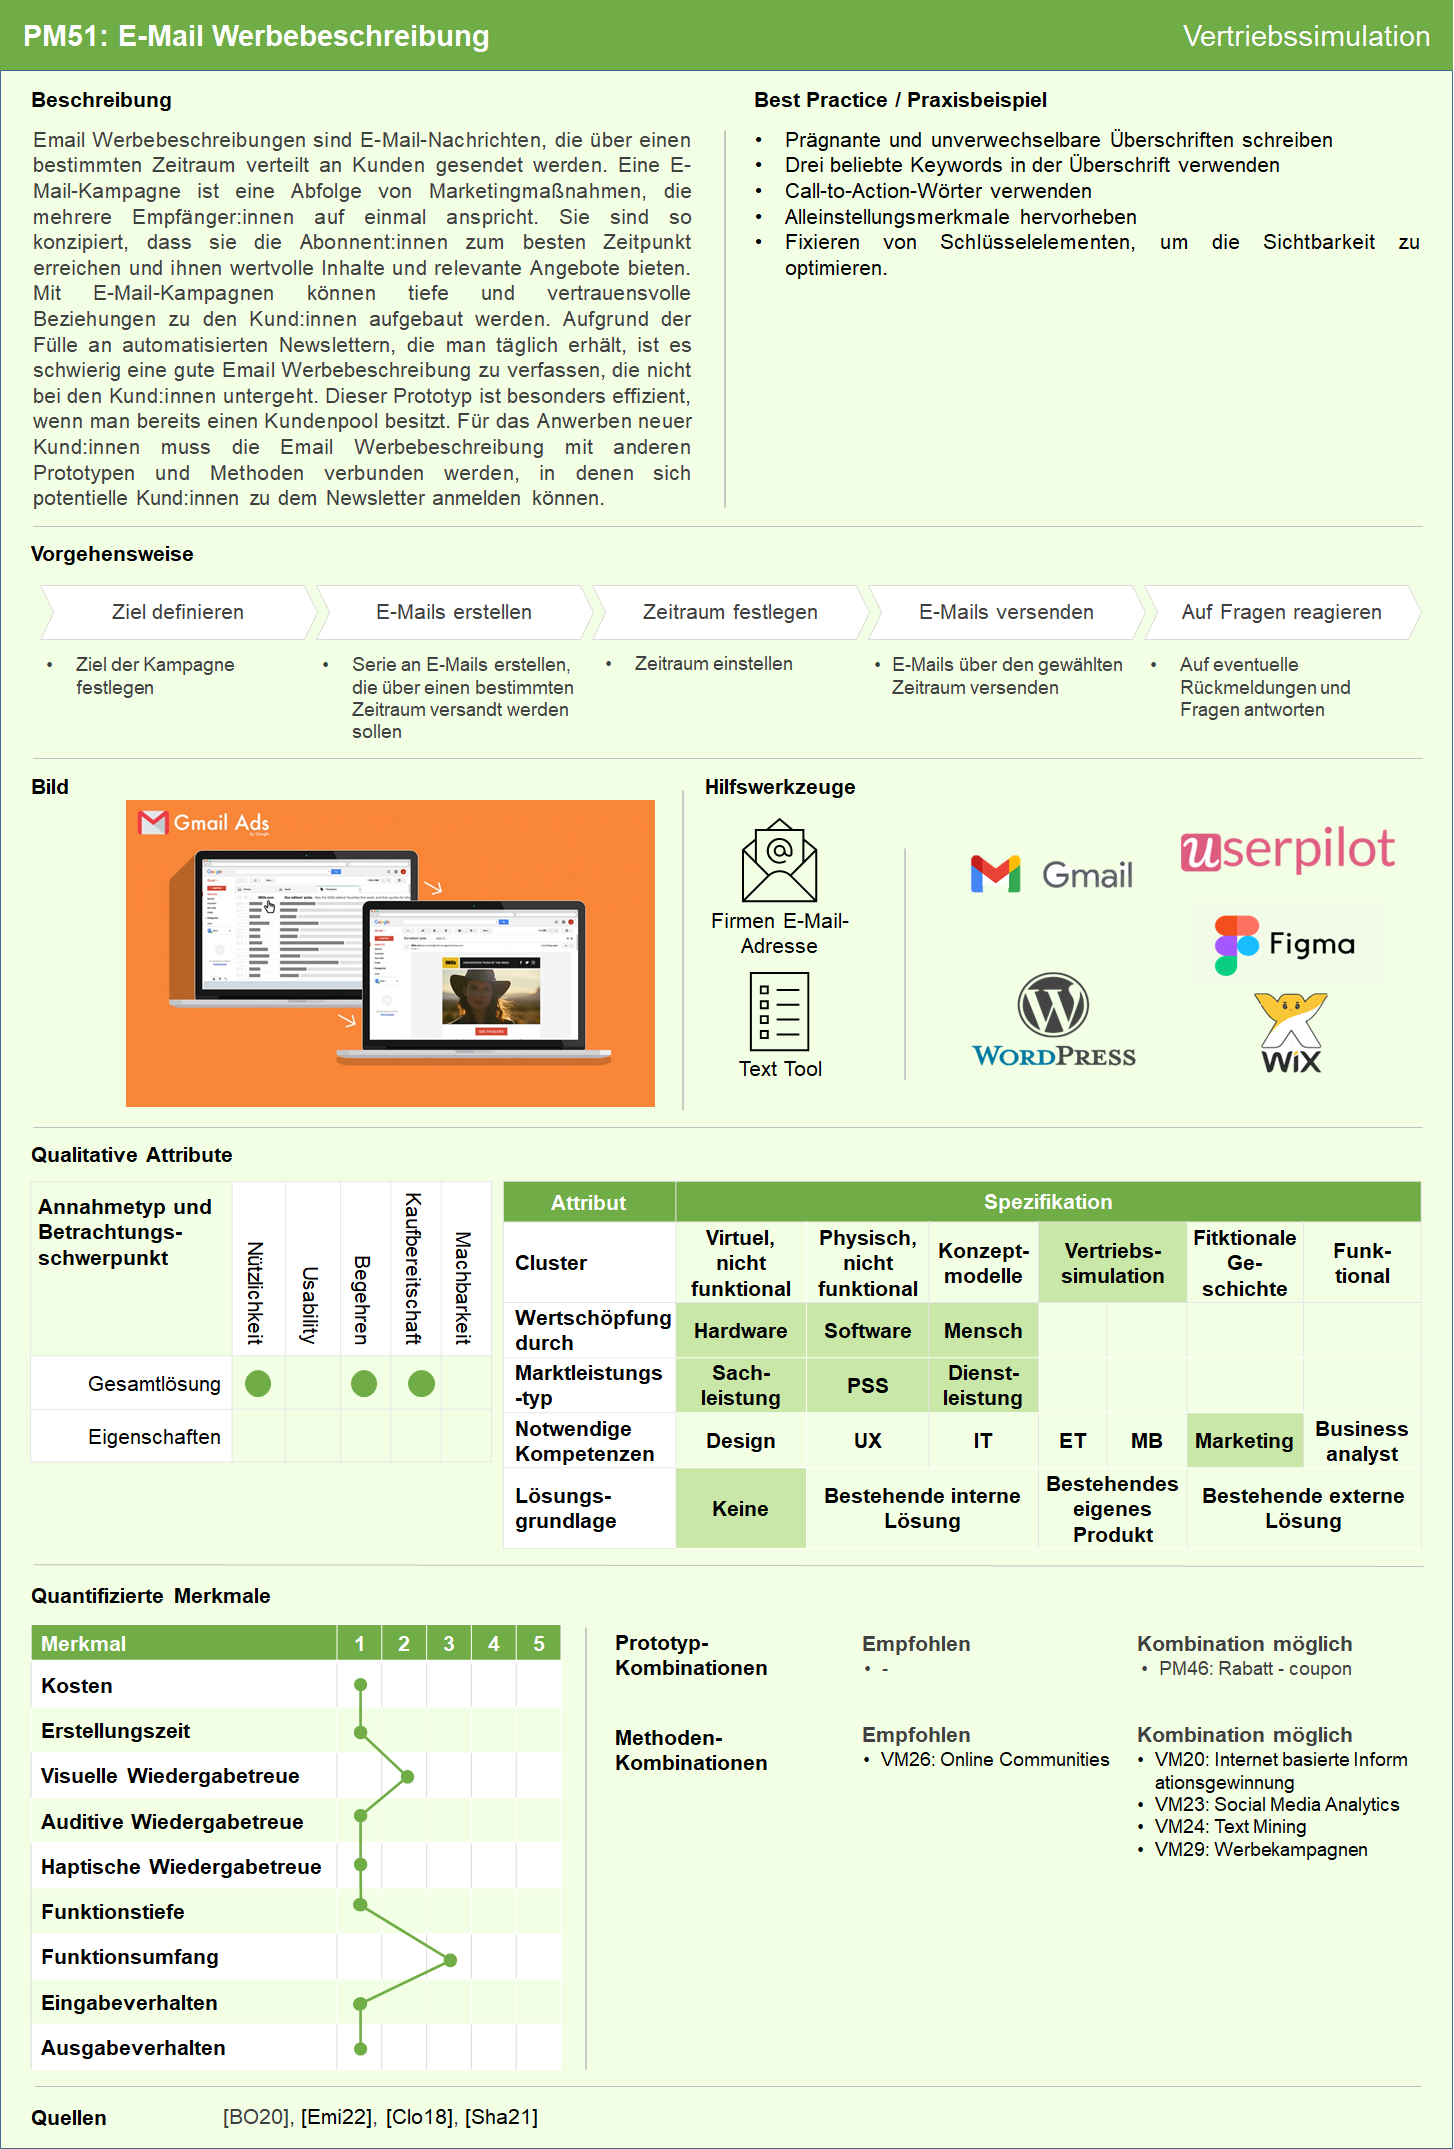 PM51: E-Mail Werbebeschreibung
Vertriebssimulation
Beschreibung
Email Werbebeschreibungen sind E-Mail-Nachrichten, die über einen
bestimmten Zeitraum verteilt an Kunden gesendet werden. Eine E-
Mail-Kampagne ist eine Abfolge von Marketingmaßnahmen, die
mehrere Empfänger:innen auf einmal anspricht. Sie sind so
konzipiert, dass sie die Abonnent:innen zum besten Zeitpunkt
erreichen und ihnen wertvolle Inhalte und relevante Angebote bieten.
Mit E-Mail-Kampagnen können tiefe und vertrauensvolle
Beziehungen zu den Kund:innen aufgebaut werden. Aufgrund der
Fülle an automatisierten Newslettern, die man täglich erhält, ist es
schwierig eine gute Email Werbebeschreibung zu verfassen, die nicht
bei den Kund:innen untergeht. Dieser Prototyp ist besonders effizient,
wenn man bereits einen Kundenpool besitzt. Für das Anwerben neuer
Kund:innen muss die Email Werbebeschreibung mit anderen
Prototypen und Methoden verbunden werden, in denen sich
potentielle Kund:innen zu dem Newsletter anmelden können.
Best Practice / Praxisbeispiel
• Prägnante und unverwechselbare Überschriften schreiben
• Drei beliebte Keywords in der Überschrift verwenden
• Call-to-Action-Wörter verwenden
• Alleinstellungsmerkmale hervorheben
• Fixieren von Schlüsselelementen, um die Sichtbarkeit zu
optimieren.
Vorgehensweise
Ziel definieren
E-Mails erstellen
Zeitraum festlegen
E-Mails versenden
Auf Fragen reagieren
• Ziel der Kampagne
festlegen
• Serie an E-Mails erstellen,
die über einen bestimmten
Zeitraum versandt werden
sollen
• Zeitraum einstellen
• E-Mails über den gewählten
Zeitraum versenden
• Auf eventuelle
Rückmeldungen und
Fragen antworten
Bild
Gmail Ads
by Google
Google
Google
SEE TRAILERS
Hilfswerkzeuge
Firmen E-Mail-
Adresse
Text Tool
Gmail
userpilot
Figma
WORDPRESS
WiX
Qualitative Attribute
Annahmetyp und
Betrachtungs-
schwerpunkt
Nützlichkeit
Usability
Begehren
Kaufbereitschaft
Machbarkeit
Gesamtlösung
Eigenschaften
Attribut
Spezifikation
Cluster
Virtuel,
nicht
funktional
Physisch,
nicht
funktional
Konzept-
modelle
Vertriebs-
simulation
Fitktionale
Ge-
schichte
Funk-
tional
Wertschöpfung
durch
Hardware
Software
Mensch
Marktleistungs
-typ
Sach-
leistung
PSS
Dienst-
leistung
Notwendige
Kompetenzen
Design
UX
IT
ET
MB
Marketing
Business
analyst
Lösungs-
grundlage
Keine
Bestehende interne
Lösung
Bestehendes
eigenes
Produkt
Bestehende externe
Lösung
Quantifizierte Merkmale
Merkmal 1 2 3 4 5
Kosten
Erstellungszeit
Visuelle Wiedergabetreue
Auditive Wiedergabetreue
Haptische Wiedergabetreue
Funktionstiefe
Funktionsumfang
Eingabeverhalten
Ausgabeverhalten
Prototyp-
Kombinationen
Empfohlen
• -
Kombination möglich
• PM46: Rabatt - coupon
Methoden-
Kombinationen
Empfohlen
• VM26: Online Communities
Kombination möglich
• VM20: Internet basierte Inform
ationsgewinnung
• VM23: Social Media Analytics
• VM24: Text Mining
• VM29: Werbekampagnen
Quellen
[BO20], [Emi22], [Clo18], [Sha21]